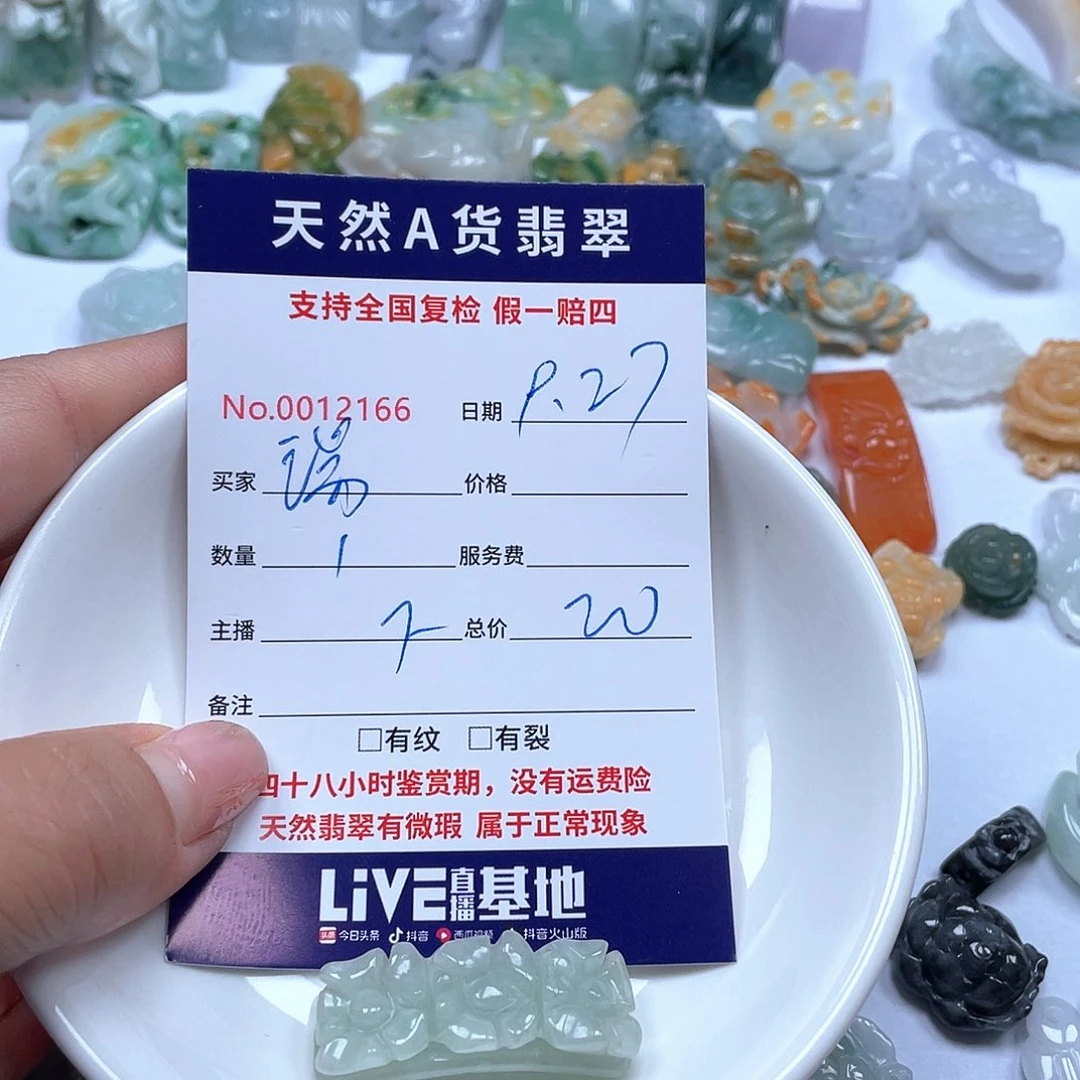 天然A货翡翠
支持全国复检 假一赔四
No.0012166 日期 9.27
买家 瑞 价格
数量 1 服务费
主播 总价 20
备注
□有纹 □有裂
四十八小时鉴赏期，没有运费险
天然翡翠有微瑕 属于正常现象
LiVE直播基地
头条 今日头条 抖音 西瓜视频 抖音火山版